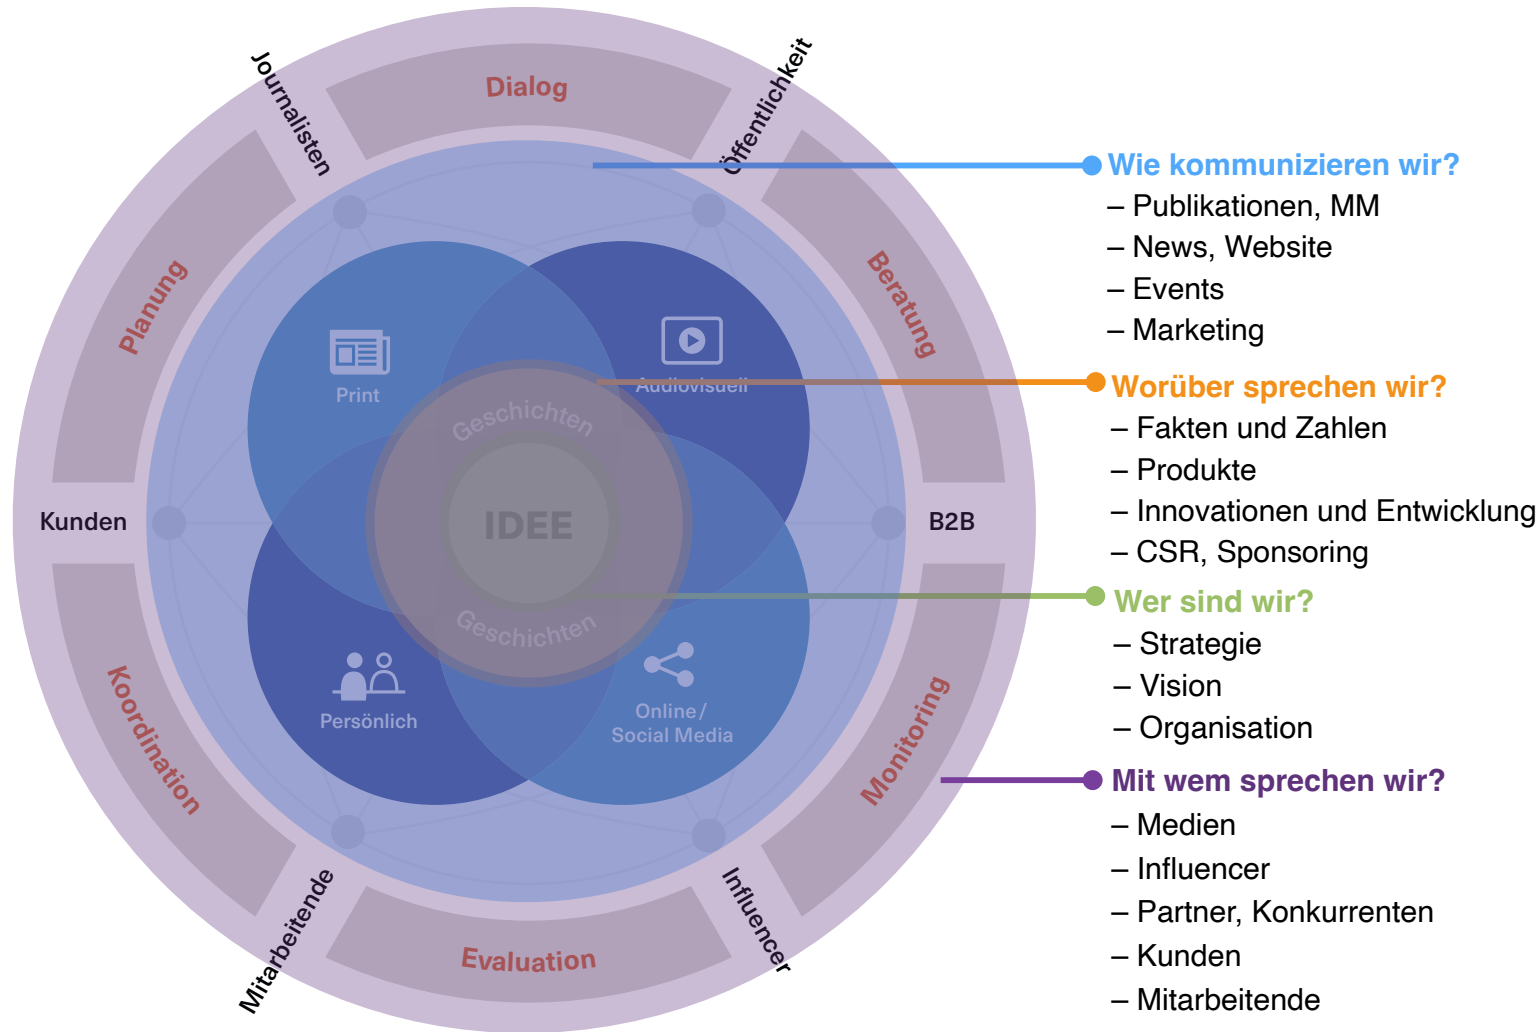 Journalisten
Dialog
Öffentlichkeit
Planung
Beratung
Print
Audiovisuell
Geschichten
Kunden
IDEE
B2B
Geschichten
Persönlich
Online/
Social Media
Koordination
Monitoring
Mitarbeitende
Evaluation
Influencer
Wie kommunizieren wir?
– Publikationen, MM
– News, Website
– Events
– Marketing
Worüber sprechen wir?
– Fakten und Zahlen
– Produkte
– Innovationen und Entwicklung
– CSR, Sponsoring
Wer sind wir?
– Strategie
– Vision
– Organisation
Mit wem sprechen wir?
– Medien
– Influencer
– Partner, Konkurrenten
– Kunden
– Mitarbeitende